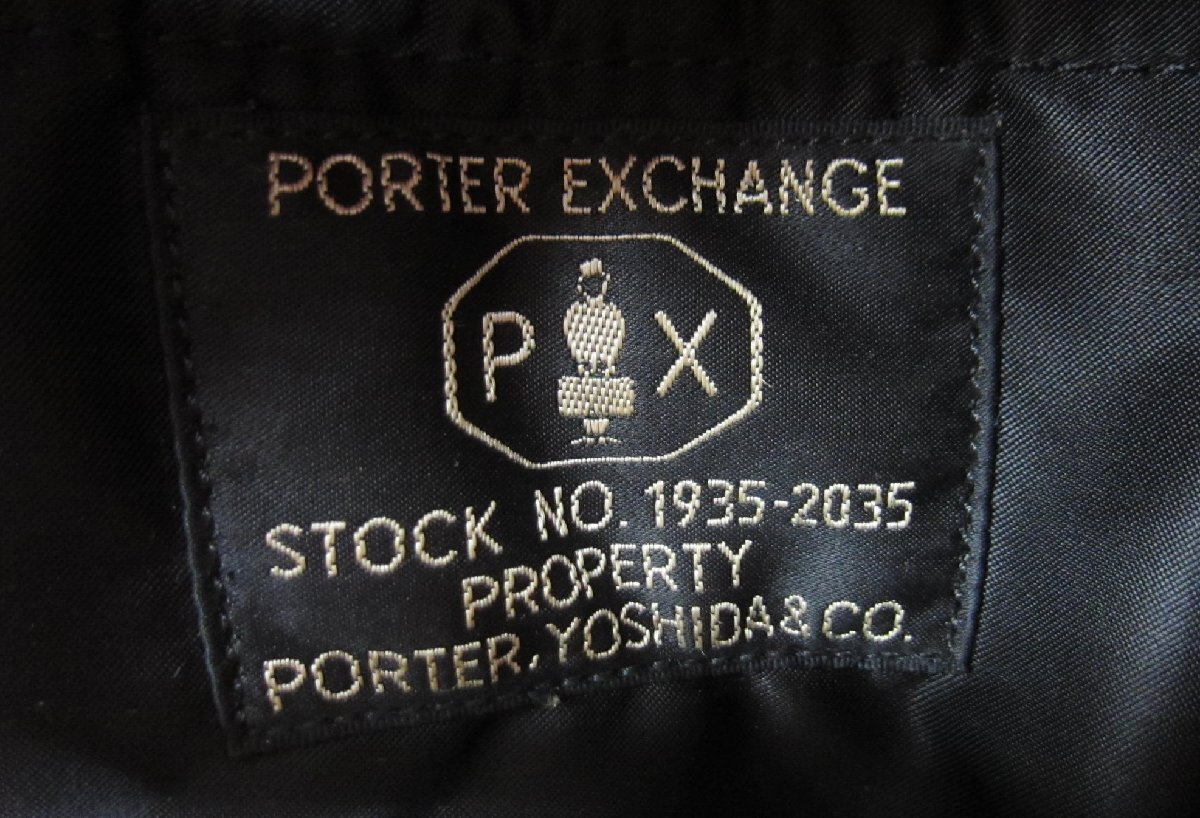 PORTER EXCHANGE
P X
STOCK NO. 1935-2035
PROPERTY
PORTER, YOSHIDA & CO.